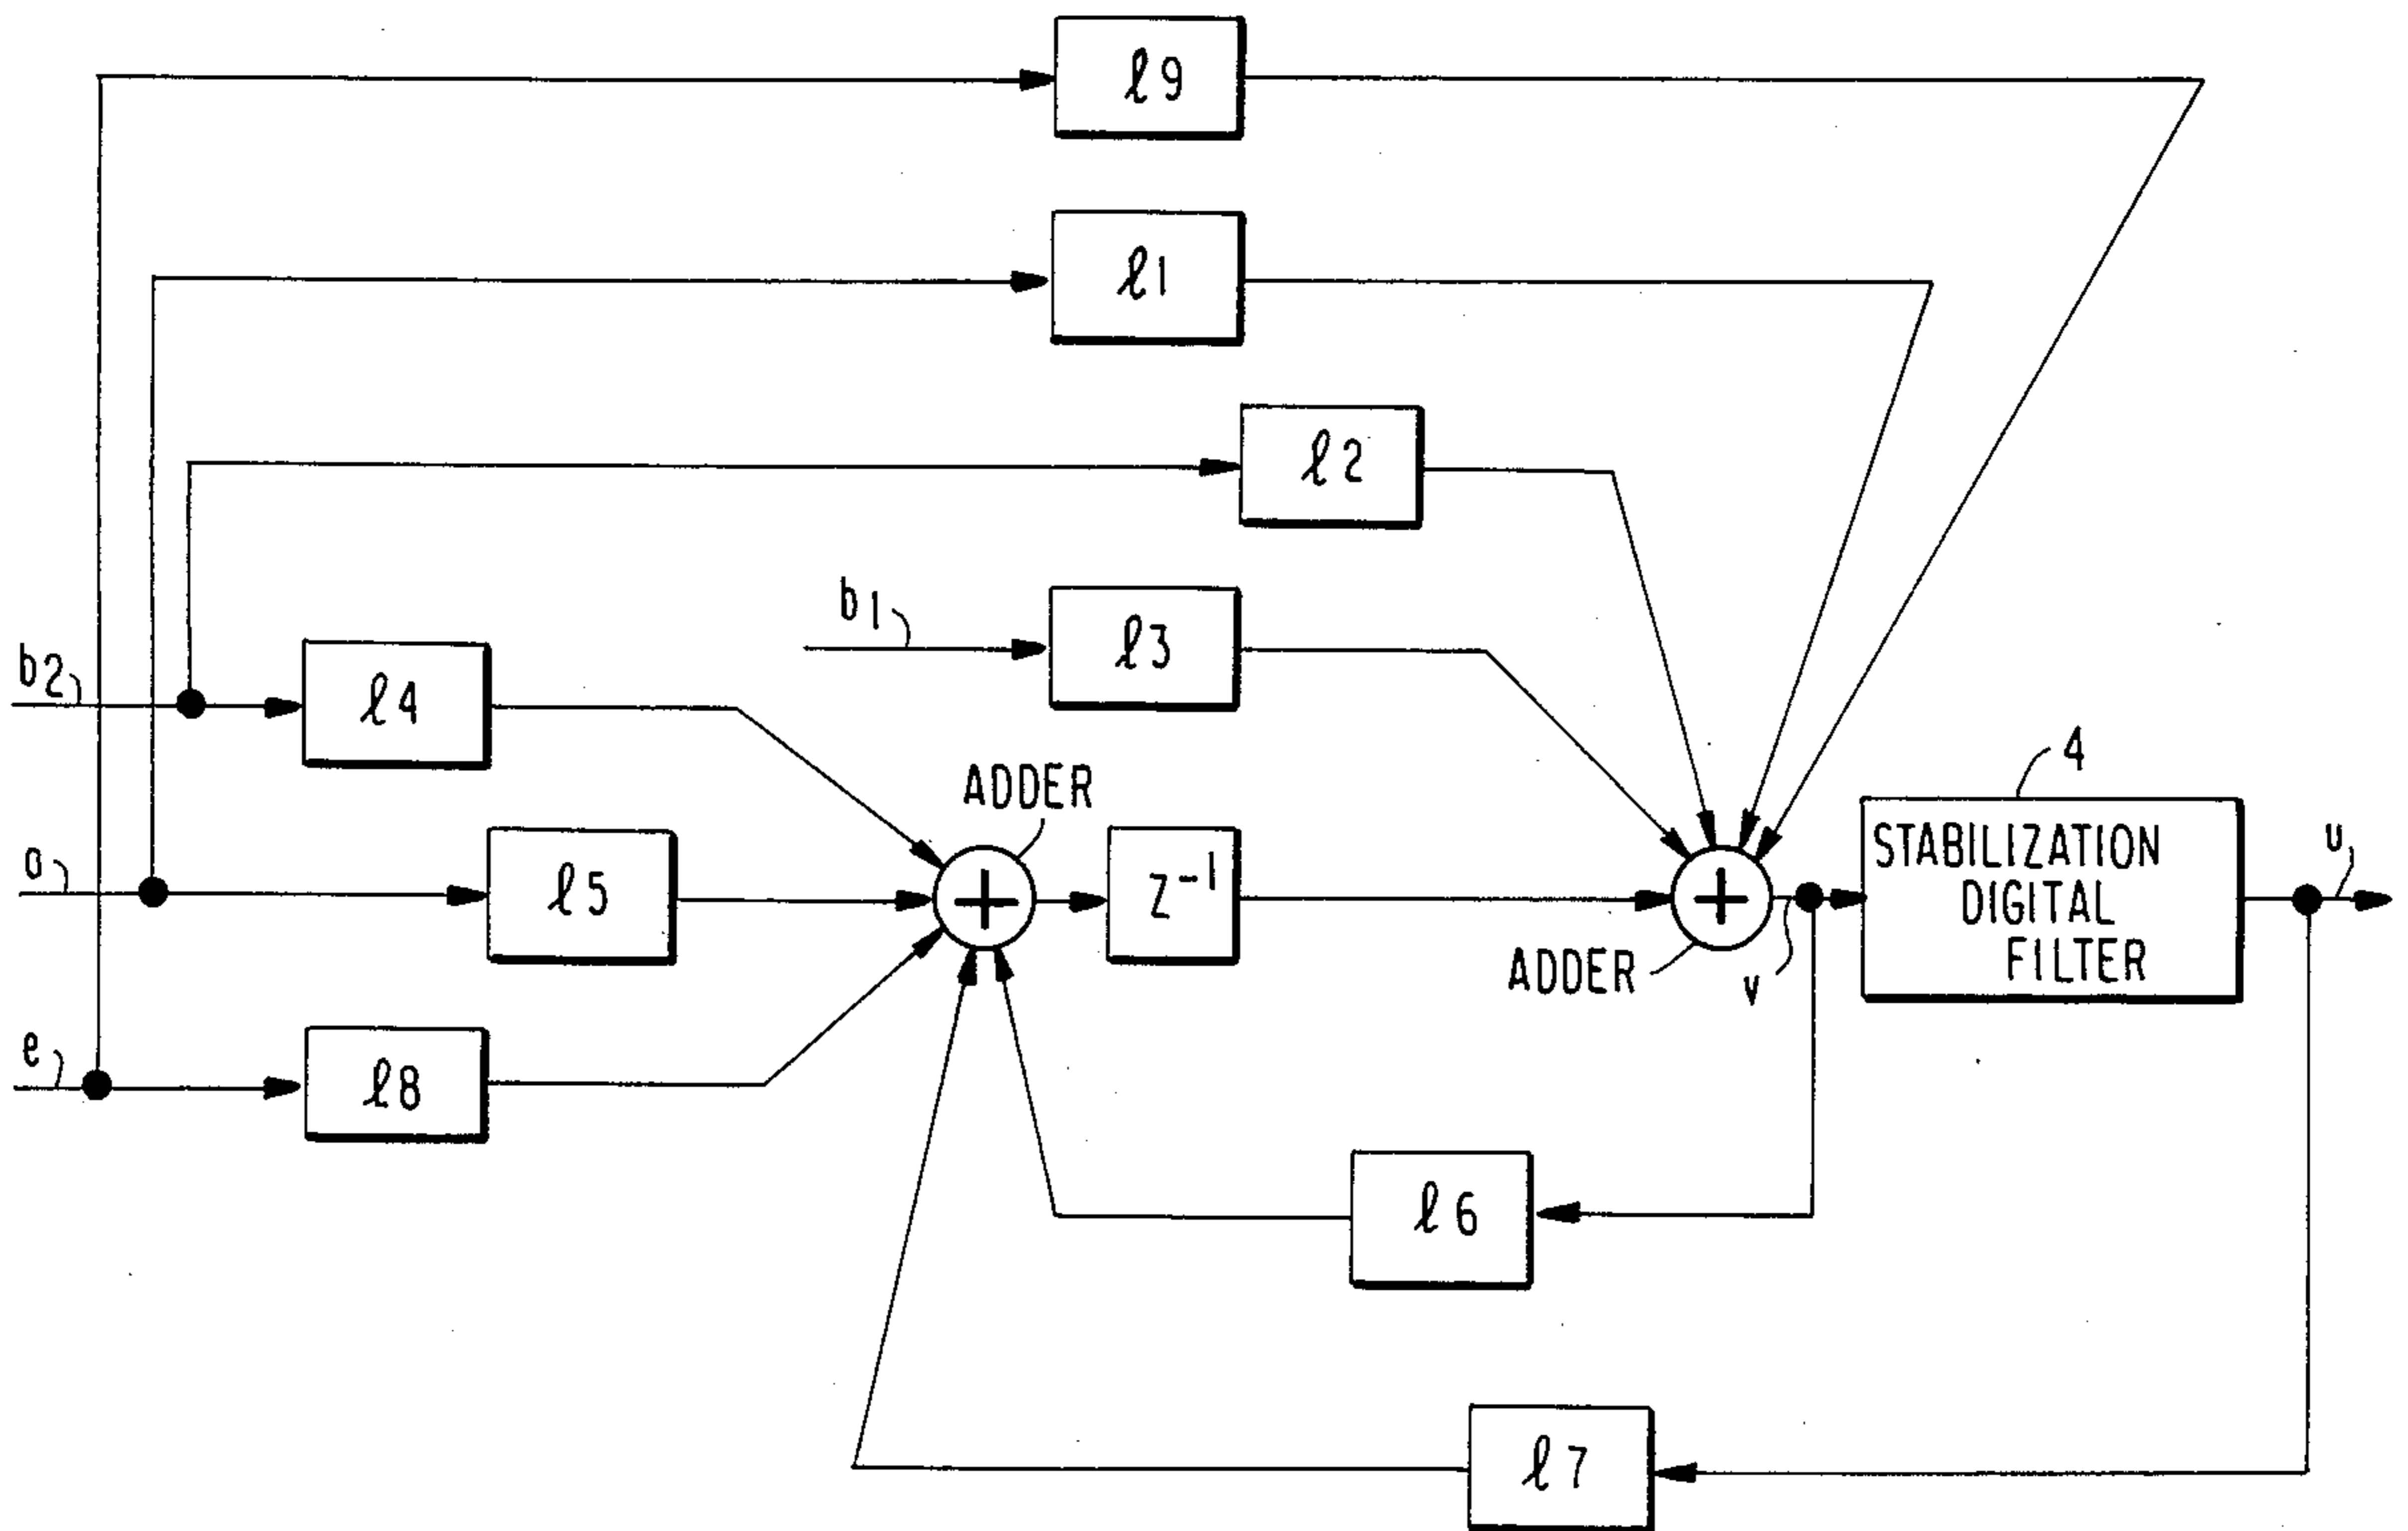 ℓ9
ℓ1
ℓ2
b1
ℓ3
b2
ℓ4
ADDER
4
o
ℓ5
Z⁻¹
STABILIZATION
DIGITAL
FILTER
u
ADDER
v
e
ℓ8
ℓ6
ℓ7